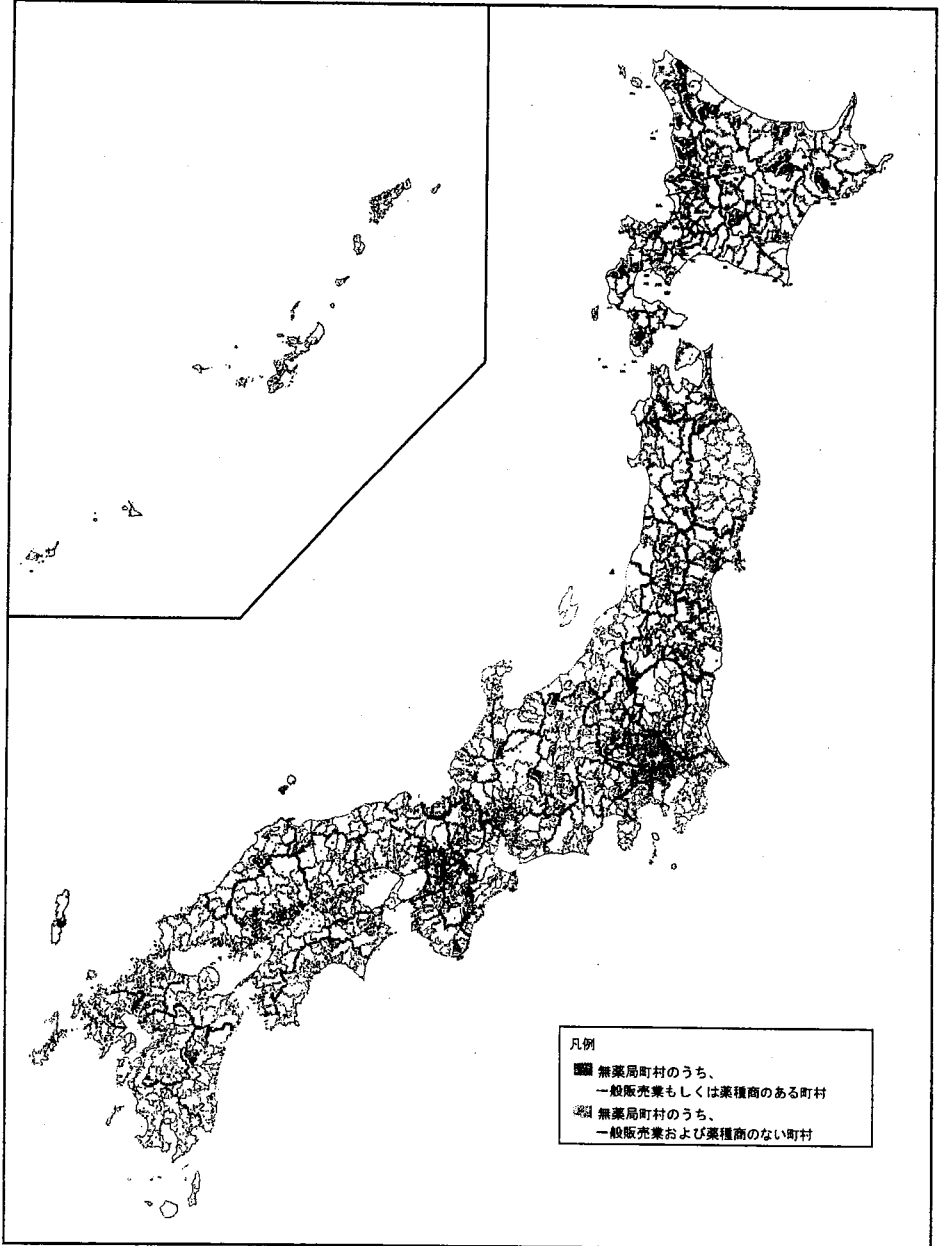 凡例
無薬局町村のうち、
一般販売業もしくは薬種商のある町村
無薬局町村のうち、
一般販売業および薬種商のない町村